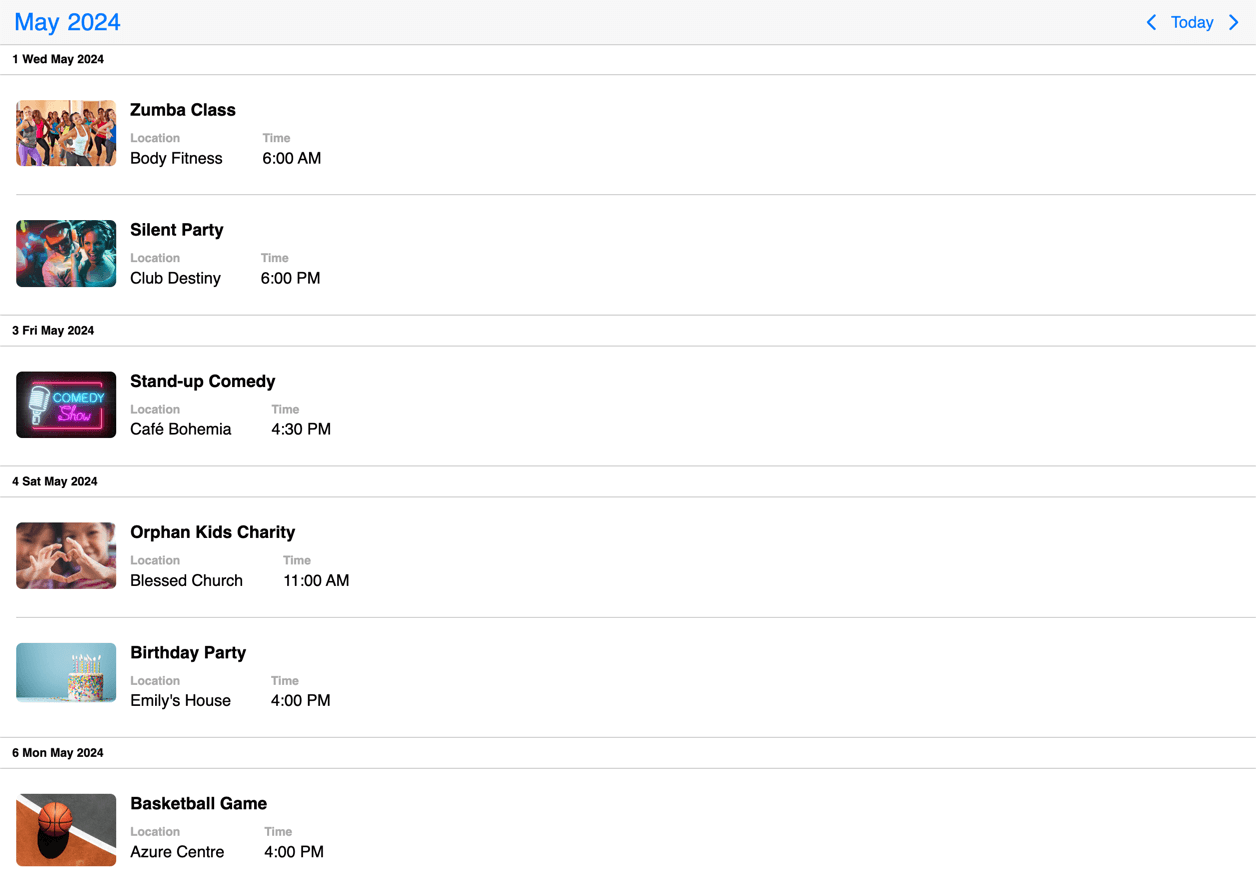 May 2024
Today
1 Wed May 2024
Zumba Class
Location Time
Body Fitness 6:00 AM
Silent Party
Location Time
Club Destiny 6:00 PM
3 Fri May 2024
COMEDY
Show
Stand-up Comedy
Location Time
Café Bohemia 4:30 PM
4 Sat May 2024
Orphan Kids Charity
Location Time
Blessed Church 11:00 AM
Birthday Party
Location Time
Emily's House 4:00 PM
6 Mon May 2024
Basketball Game
Location Time
Azure Centre 4:00 PM